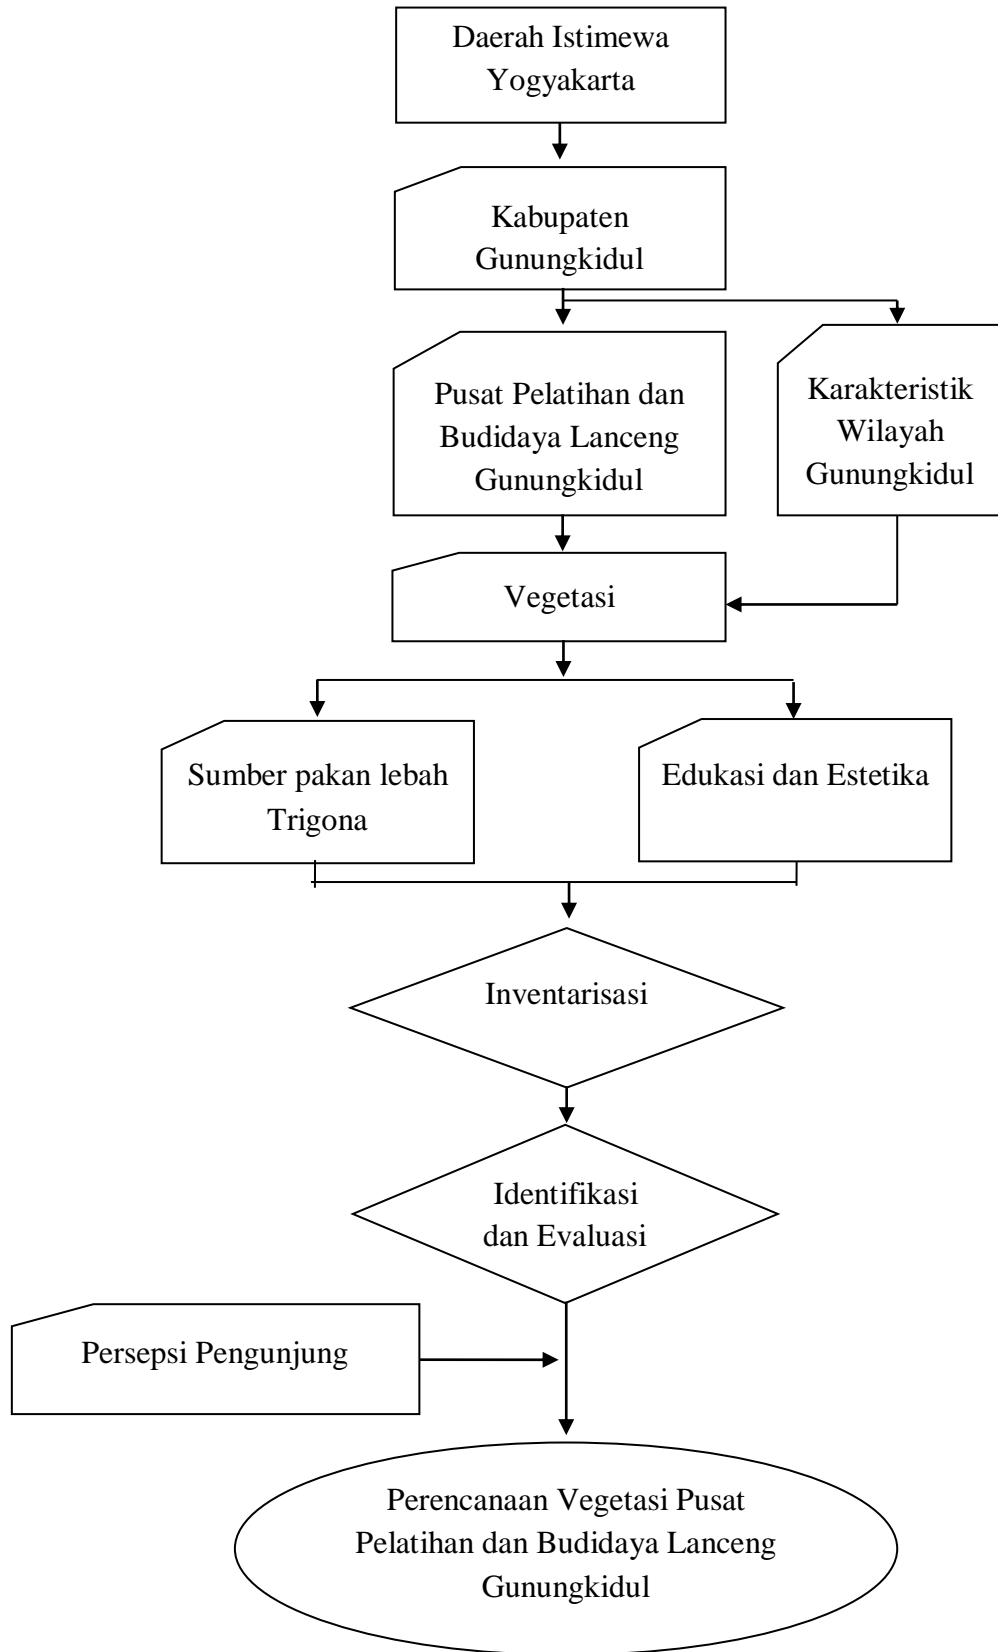 Daerah Istimewa
Yogyakarta
Kabupaten
Gunungkidul
Pusat Pelatihan dan
Budidaya Lanceng
Gunungkidul
Karakteristik
Wilayah
Gunungkidul
Vegetasi
Sumber pakan lebah
Trigona
Edukasi dan Estetika
Inventarisasi
Identifikasi
dan Evaluasi
Persepsi Pengunjung
Perencanaan Vegetasi Pusat
Pelatihan dan Budidaya Lanceng
Gunungkidul